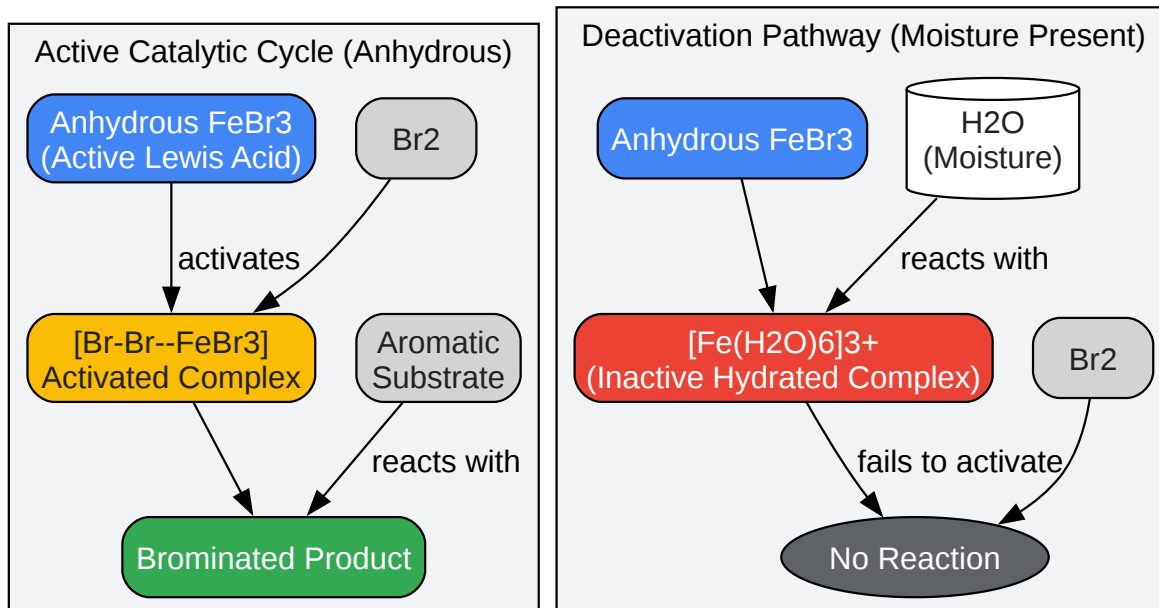 Active Catalytic Cycle (Anhydrous)
Anhydrous FeBr3
(Active Lewis Acid)
Br2
activates
[Br-Br--FeBr3]
Activated Complex
Aromatic
Substrate
reacts with
Brominated Product
Deactivation Pathway (Moisture Present)
Anhydrous FeBr3
H2O
(Moisture)
reacts with
[Fe(H2O)6]3+
(Inactive Hydrated Complex)
Br2
fails to activate
No Reaction